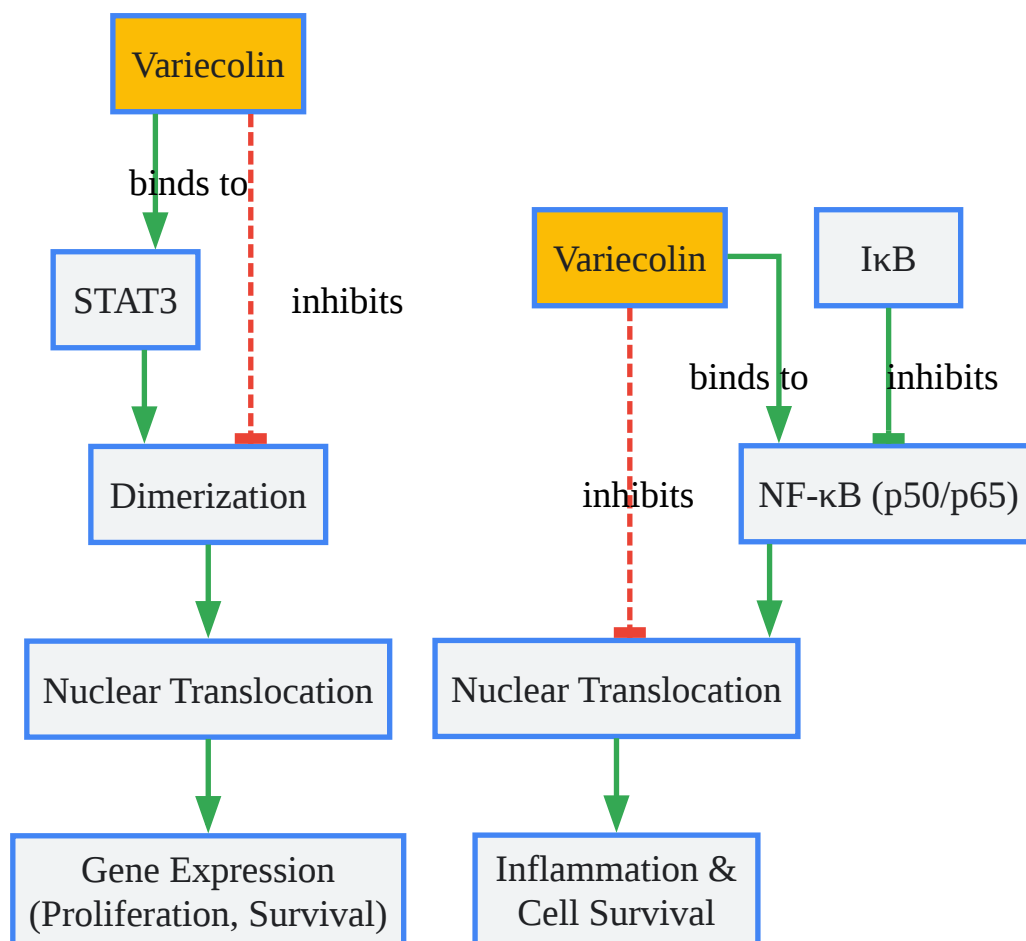 Variecolin
binds to
STAT3
inhibits
Dimerization
Nuclear Translocation
Gene Expression
(Proliferation, Survival)
Variecolin
IκB
binds to
inhibits
inhibits
NF-κB (p50/p65)
Nuclear Translocation
Inflammation &
Cell Survival